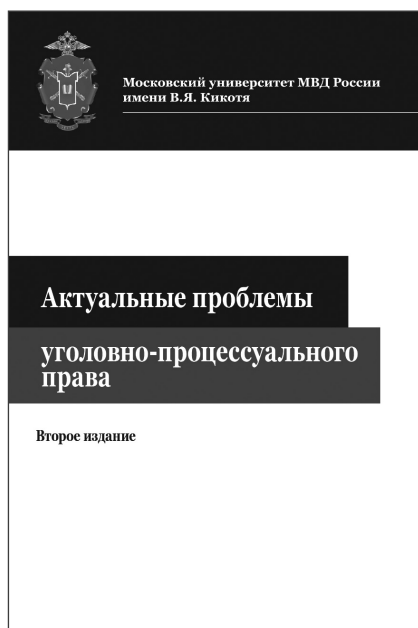 Московский университет МВД России
имени В.Я. Кикотя
Актуальные проблемы
уголовно-процессуального
права
Второе издание